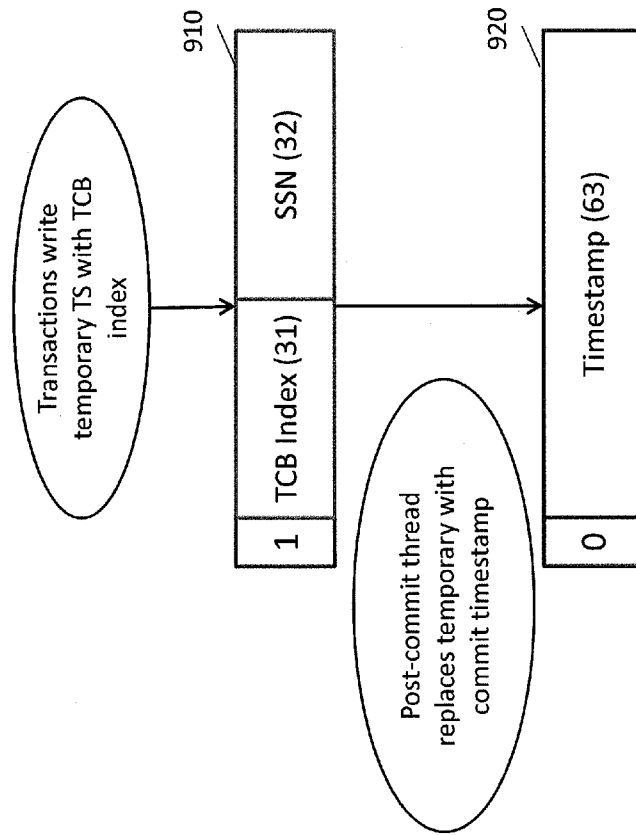 Transactions write
temporary TS with TCB
index
910
1
TCB Index (31)
SSN (32)
Post-commit thread
replaces temporary with
commit timestamp
920
0
Timestamp (63)